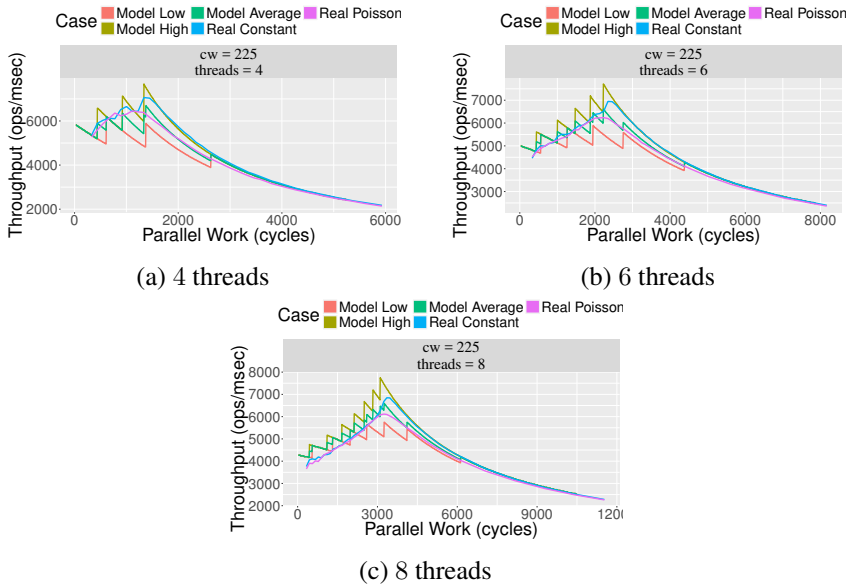 Case Model Low Model Average Real Poisson
Model High Real Constant
cw = 225
threads = 4
Throughput (ops/msec)
6000
4000
2000
0 2000 4000 6000
Parallel Work (cycles)
(a) 4 threads
Case Model Low Model Average Real Poisson
Model High Real Constant
cw = 225
threads = 6
Throughput (ops/msec)
7000
6000
5000
4000
3000
0 2000 4000 6000 8000
Parallel Work (cycles)
(b) 6 threads
Case Model Low Model Average Real Poisson
Model High Real Constant
cw = 225
threads = 8
Throughput (ops/msec)
8000
7000
6000
5000
4000
3000
2000
0 3000 6000 9000 1200
Parallel Work (cycles)
(c) 8 threads